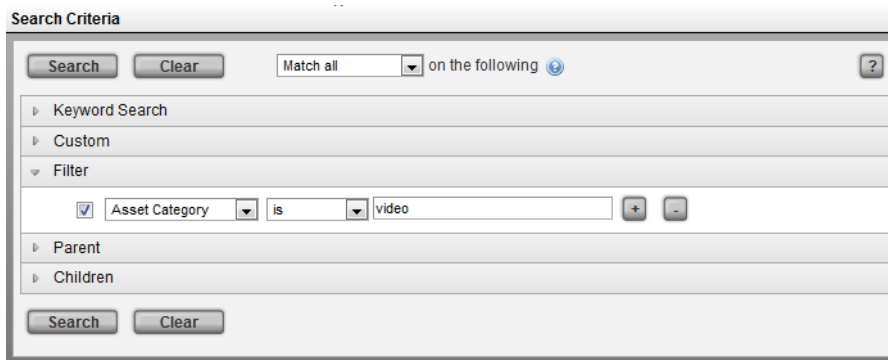 Search Criteria
Search Clear Match all on the following ?
Keyword Search
Custom
Filter
Asset Category is video + -
Parent
Children
Search Clear